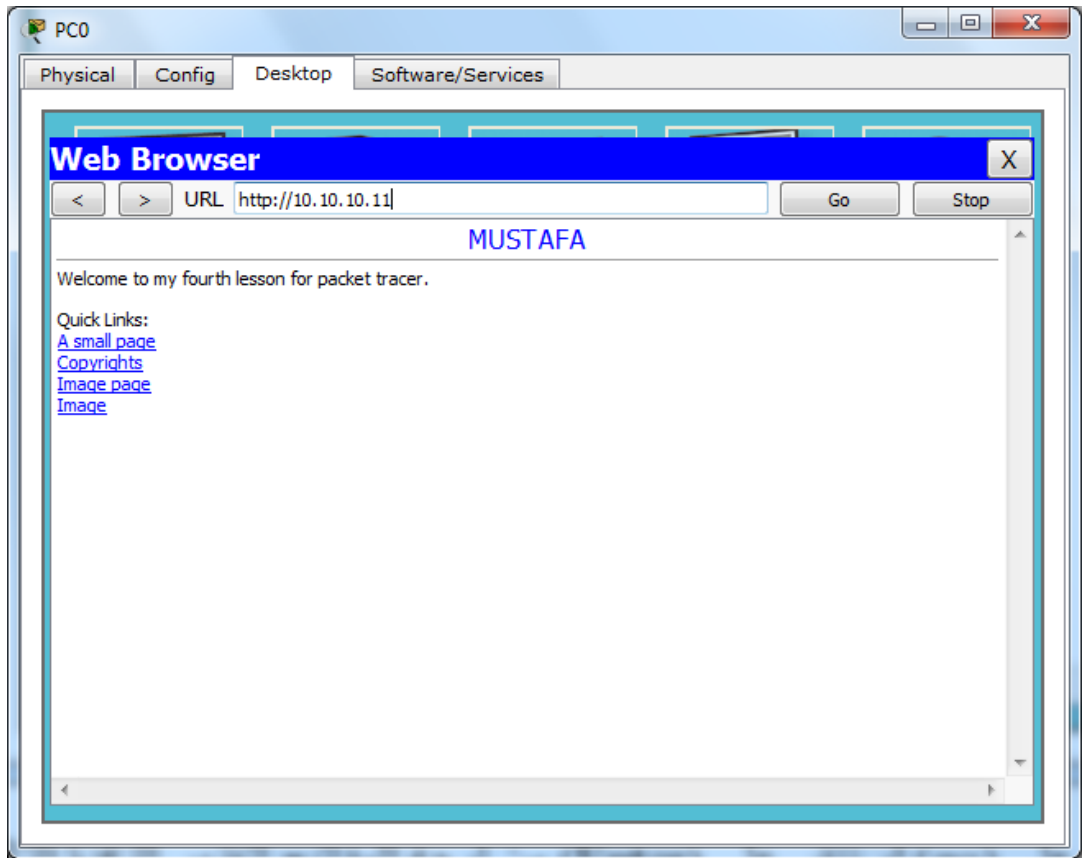 PC0
X
Physical Config Desktop Software/Services
Web Browser X
< > URL http://10.10.10.11 Go Stop
MUSTAFA
Welcome to my fourth lesson for packet tracer.
Quick Links:
A small page
Copyrights
Image page
Image